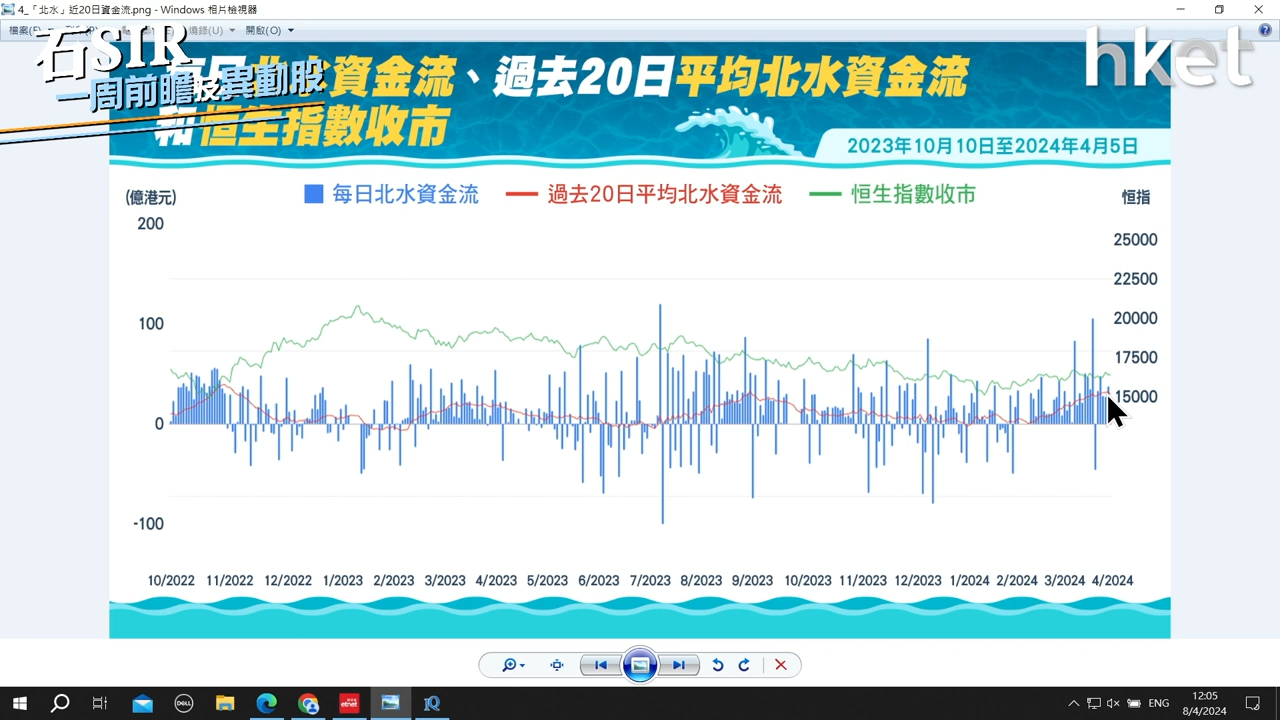 4_「北水」近20日資金流.png - Windows 相片檢視器
燒錄(U) 開啟(O)
石SIR
一周前瞻及異動股
hket
資金流、過去20日平均北水資金流
和恒生指數收市
2023年10月10日至2024年4月5日
(億港元) 每日北水資金流 過去20日平均北水資金流 恒生指數收市 恒指
200
25000
22500
100 20000
17500
15000
0
-100
10/2022 11/2022 12/2022 1/2023 2/2023 3/2023 4/2023 5/2023 6/2023 7/2023 8/2023 9/2023 10/2023 11/2023 12/2023 1/2024 2/2024 3/2024 4/2024
DELL etnet IQ ENG 12:05
8/4/2024